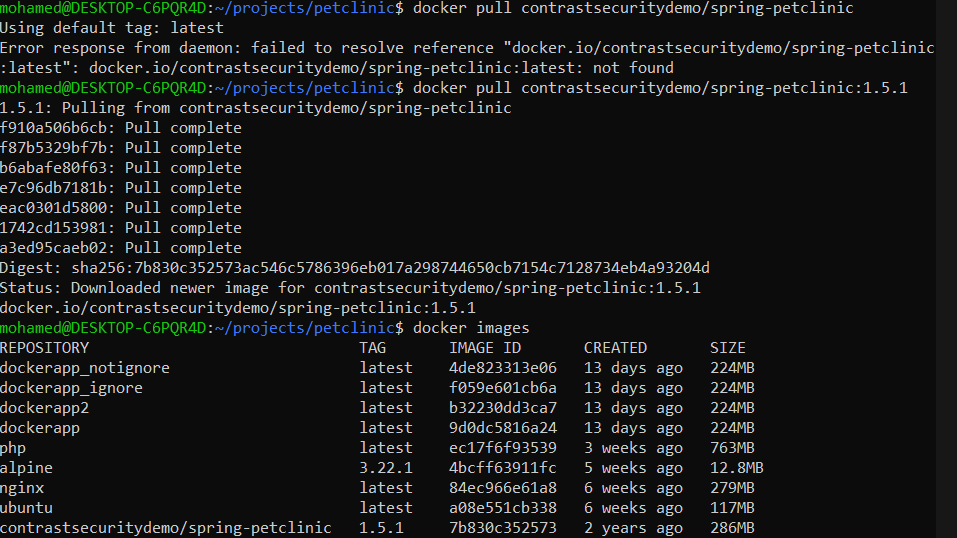 mohamed@DESKTOP-C6PQR4D:~/projects/petclinic$ docker pull contrastsecuritydemo/spring-petclinic
Using default tag: latest
Error response from daemon: failed to resolve reference "docker.io/contrastsecuritydemo/spring-petclinic
:latest": docker.io/contrastsecuritydemo/spring-petclinic:latest: not found
mohamed@DESKTOP-C6PQR4D:~/projects/petclinic$ docker pull contrastsecuritydemo/spring-petclinic:1.5.1
1.5.1: Pulling from contrastsecuritydemo/spring-petclinic
f910a506b6cb: Pull complete
f87b5329bf7b: Pull complete
b6abafe80f63: Pull complete
e7c96db7181b: Pull complete
eac0301d5800: Pull complete
1742cd153981: Pull complete
a3ed95caeb02: Pull complete
Digest: sha256:7b830c352573ac546c5786396eb017a298744650cb7154c7128734eb4a93204d
Status: Downloaded newer image for contrastsecuritydemo/spring-petclinic:1.5.1
docker.io/contrastsecuritydemo/spring-petclinic:1.5.1
mohamed@DESKTOP-C6PQR4D:~/projects/petclinic$ docker images
REPOSITORY TAG IMAGE ID CREATED SIZE
dockerapp_notignore latest 4de823313e06 13 days ago 224MB
dockerapp_ignore latest f059e601cb6a 13 days ago 224MB
dockerapp2 latest b32230dd3ca7 13 days ago 224MB
dockerapp latest 9d0dc5816a24 13 days ago 224MB
php latest ec17f6f93539 3 weeks ago 763MB
alpine 3.22.1 4bcff63911fc 5 weeks ago 12.8MB
nginx latest 84ec966e61a8 6 weeks ago 279MB
ubuntu latest a08e551cb338 6 weeks ago 117MB
contrastsecuritydemo/spring-petclinic 1.5.1 7b830c352573 2 years ago 286MB